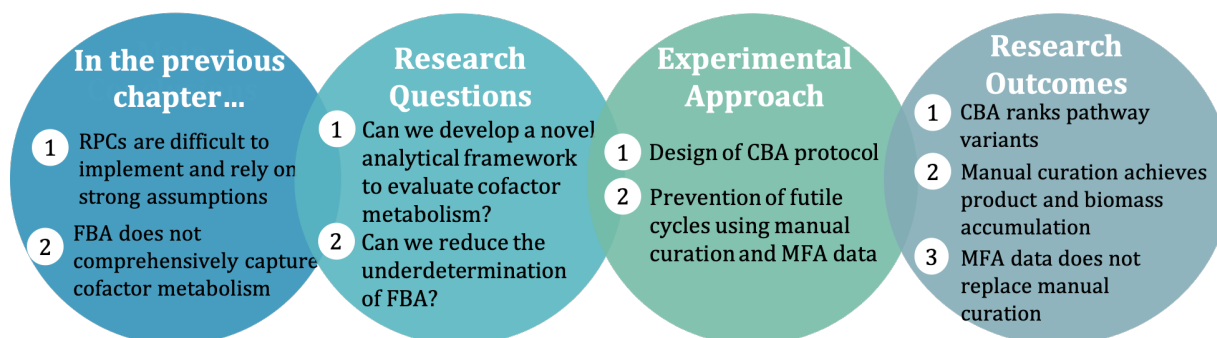 In the previous
chapter…
1 RPCs are difficult to
implement and rely on
strong assumptions
2 FBA does not
comprehensively capture
cofactor metabolism
Research
Questions
1 Can we develop a novel
analytical framework
to evaluate cofactor
metabolism?
2 Can we reduce the
underdetermination
of FBA?
Experimental
Approach
1 Design of CBA protocol
2 Prevention of futile
cycles using manual
curation and MFA data
Research
Outcomes
1 CBA ranks pathway
variants
2 Manual curation achieves
product and biomass
accumulation
3 MFA data does not
replace manual
curation